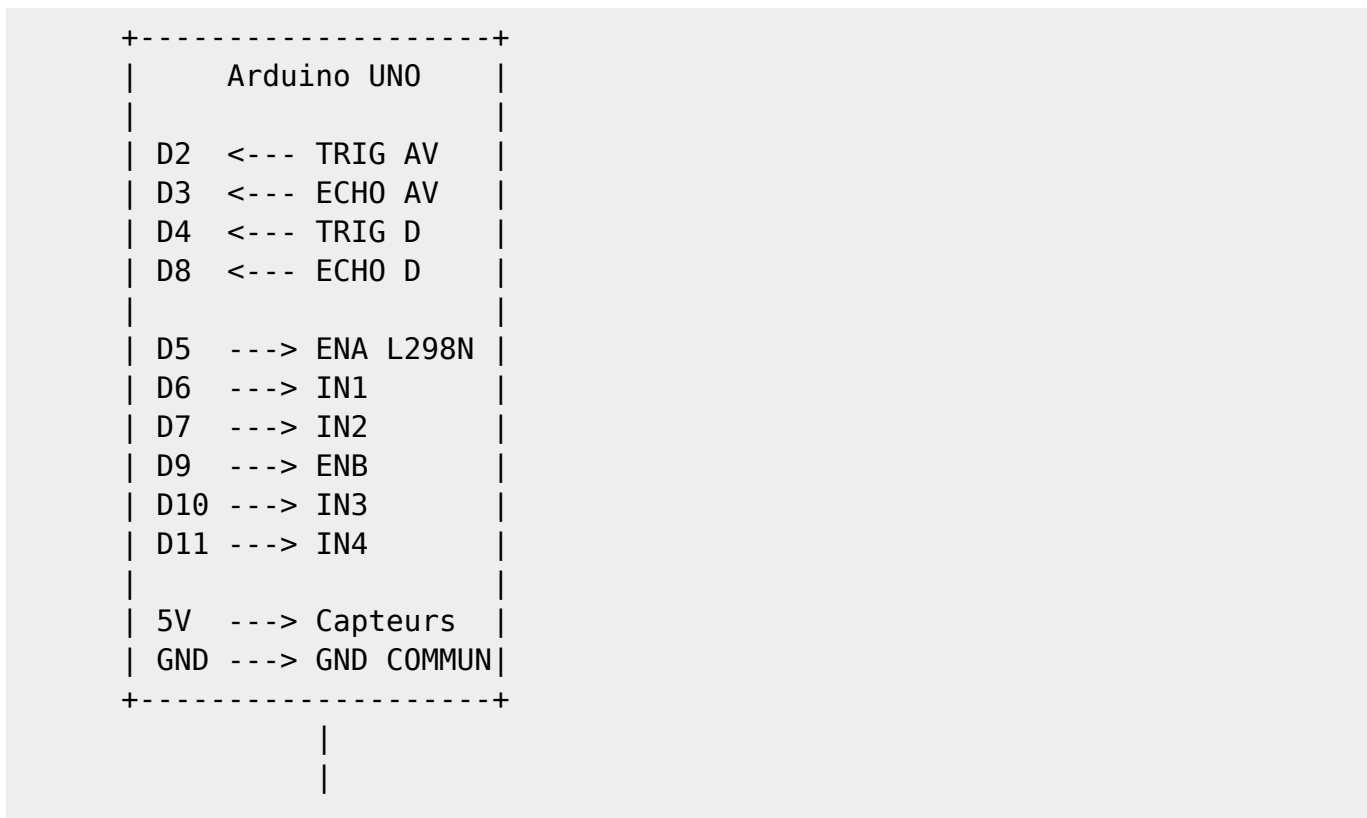 +--------------------+
|     Arduino UNO    |
|                    |
| D2  <--- TRIG AV   |
| D3  <--- ECHO AV   |
| D4  <--- TRIG D    |
| D8  <--- ECHO D    |
|                    |
| D5  ---> ENA L298N |
| D6  ---> IN1       |
| D7  ---> IN2       |
| D9  ---> ENB       |
| D10 ---> IN3       |
| D11 ---> IN4       |
|                    |
| 5V  ---> Capteurs  |
| GND ---> GND COMMUN|
+--------------------+
           |
           |